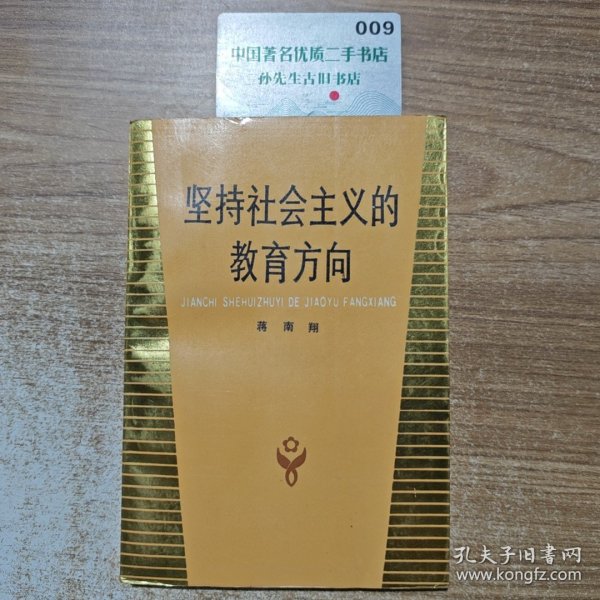 009
中国著名优质二手书店
孙先生古旧书店
坚持社会主义的
教育方向
JIANCHI SHEHUIZHUYI DE JIAOYU FANGXIANG
蒋南翔
孔夫子旧书网
www.kongfz.com